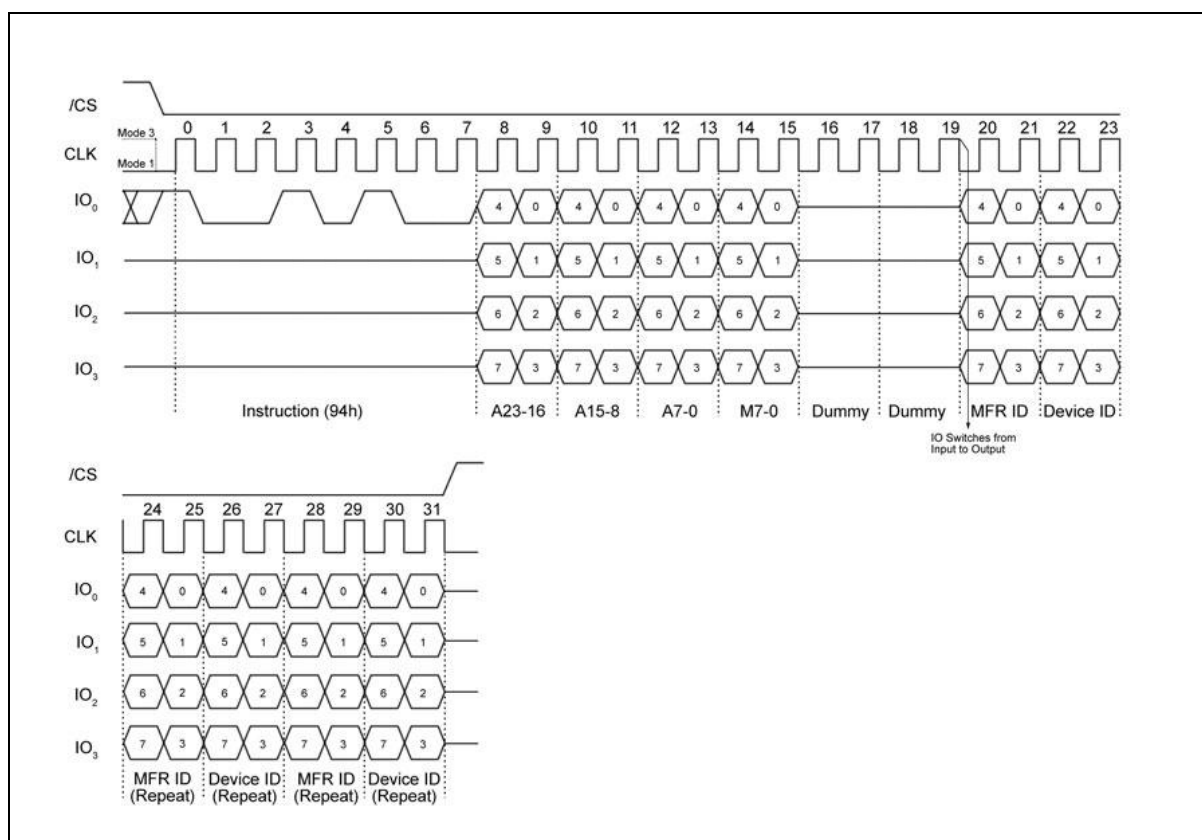 /CS
Mode 3 0 1 2 3 4 5 6 7 8 9 10 11 12 13 14 15 16 17 18 19 20 21 22 23
CLK
Mode 1
IO0 4 0 4 0 4 0 4 0 4 0 4 0
IO1 5 1 5 1 5 1 5 1 5 1 5 1
IO2 6 2 6 2 6 2 6 2 6 2 6 2
IO3 7 3 7 3 7 3 7 3 7 3 7 3
Instruction (94h) A23-16 A15-8 A7-0 M7-0 Dummy Dummy MFR ID Device ID
IO Switches from
Input to Output
/CS
24 25 26 27 28 29 30 31
CLK
IO0 4 0 4 0 4 0 4 0
IO1 5 1 5 1 5 1 5 1
IO2 6 2 6 2 6 2 6 2
IO3 7 3 7 3 7 3 7 3
MFR ID Device ID MFR ID Device ID
(Repeat) (Repeat) (Repeat) (Repeat)